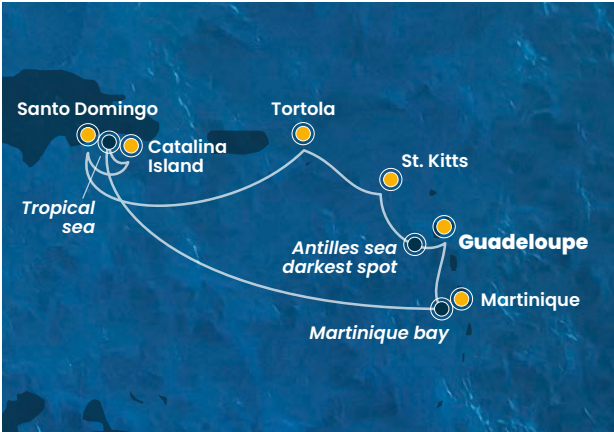 Santo Domingo
Tortola
Catalina
Island
St. Kitts
Tropical
sea
Antilles sea
darkest spot
Guadeloupe
Martinique
Martinique bay